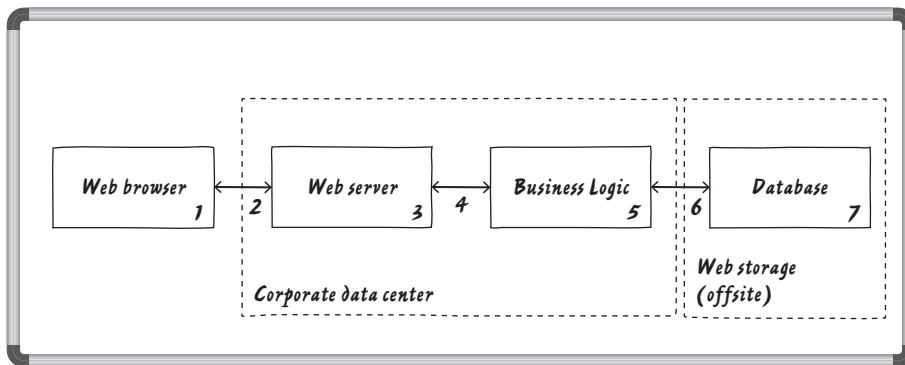 Web browser
1
2
Web server
3
4
Business Logic
5
6
Database
7
Corporate data center
Web storage
(offsite)